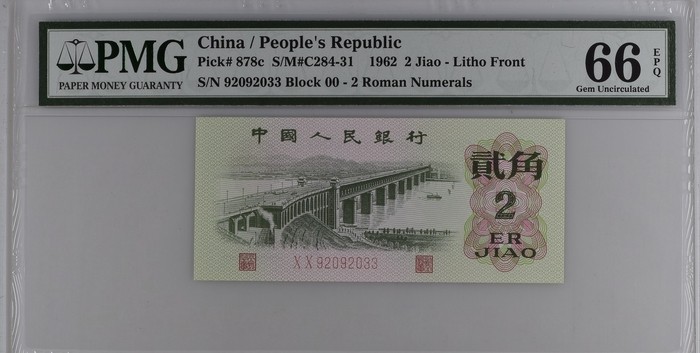 PMG
PAPER MONEY GUARANTY
China / People's Republic
Pick# 878c S/M#C284-31 1962 2 Jiao - Litho Front
S/N 92092033 Block 00 - 2 Roman Numerals
66 EPQ
Gem Uncirculated
中國人民銀行
貳角
2
ER
JIAO
XX 92092033